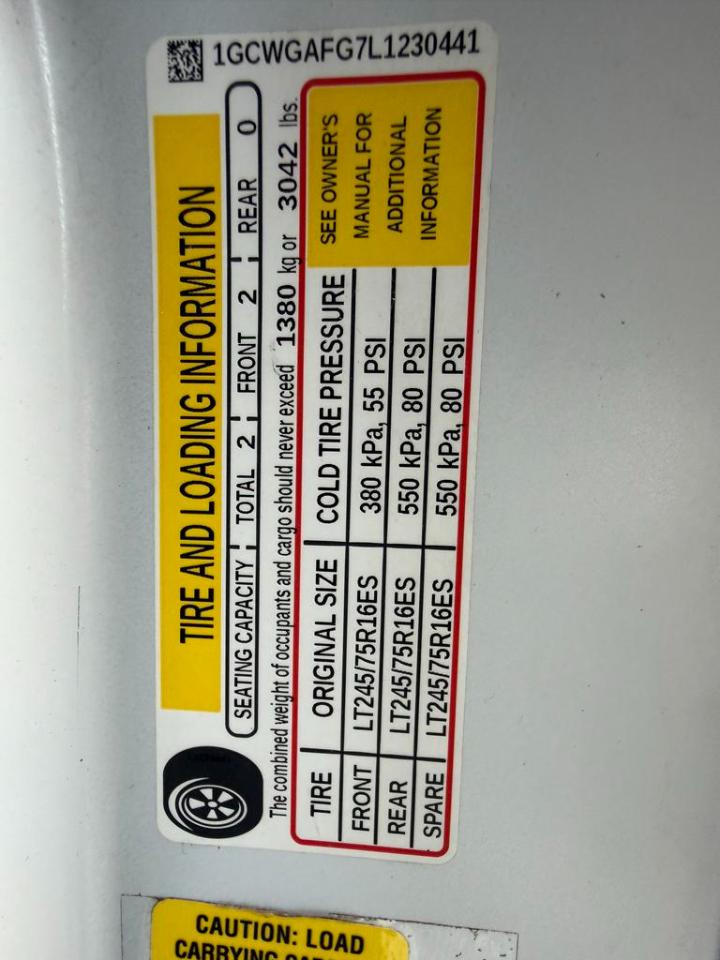 1GCWGAFG7L1230441
TIRE AND LOADING INFORMATION
SEATING CAPACITY TOTAL 2 FRONT 2 REAR 0
The combined weight of occupants and cargo should never exceed 1380 kg or 3042 lbs.
TIRE ORIGINAL SIZE COLD TIRE PRESSURE
FRONT LT245/75R16ES 380 kPa, 55 PSI
REAR LT245/75R16ES 550 kPa, 80 PSI
SPARE LT245/75R16ES 550 kPa, 80 PSI
SEE OWNER'S
MANUAL FOR
ADDITIONAL
INFORMATION
CAUTION: LOAD
CARRYING